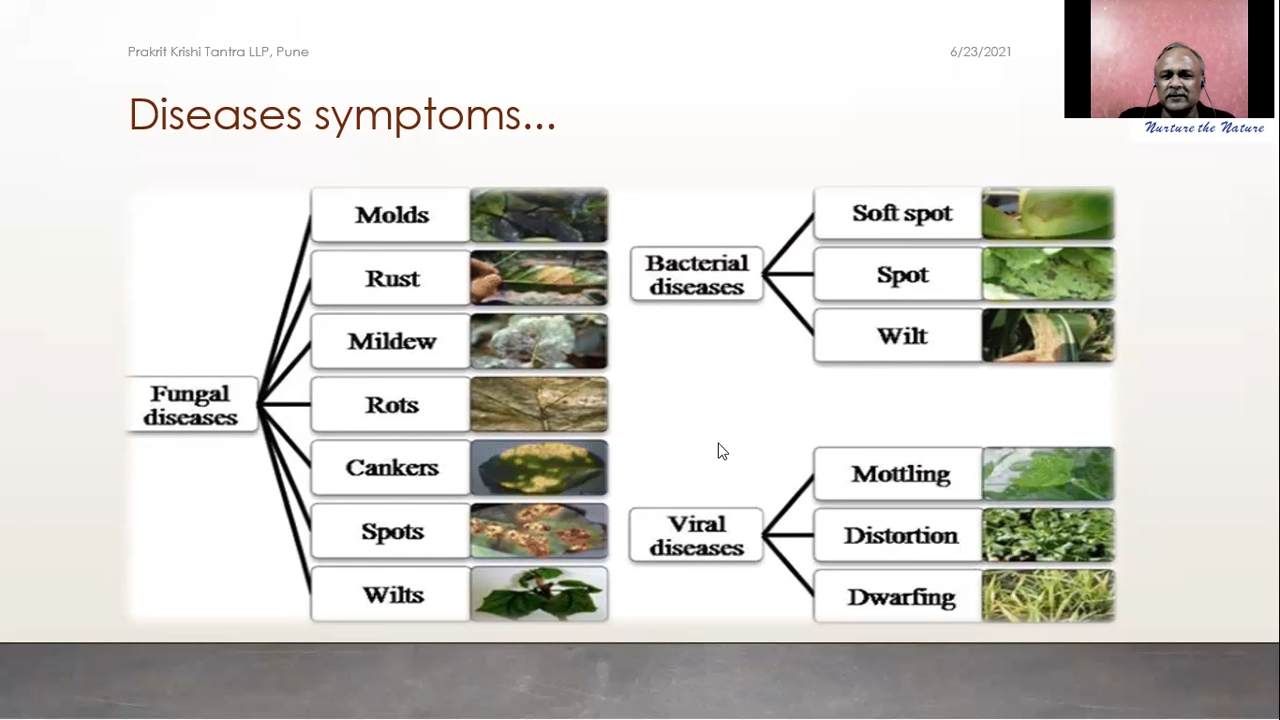 Prakrit Krishi Tantra LLP, Pune
6/23/2021
Nurture the Nature
Diseases symptoms...
Fungal
diseases
Molds
Rust
Mildew
Rots
Cankers
Spots
Wilts
Bacterial
diseases
Soft spot
Spot
Wilt
Viral
diseases
Mottling
Distortion
Dwarfing